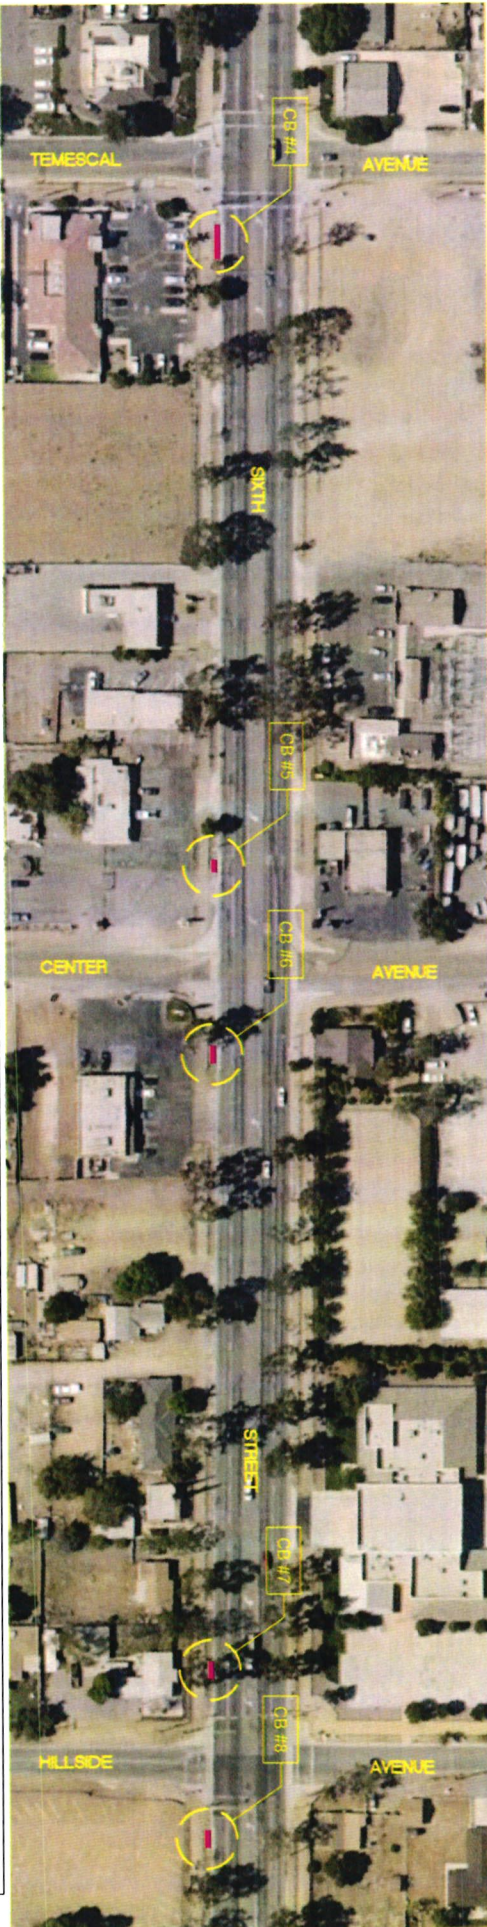 CB #4
TEMESCAL AVENUE
SIXTH
CB #5
CB #6
CENTER AVENUE
STREET
CB #7
CB #8
HILLSIDE AVENUE